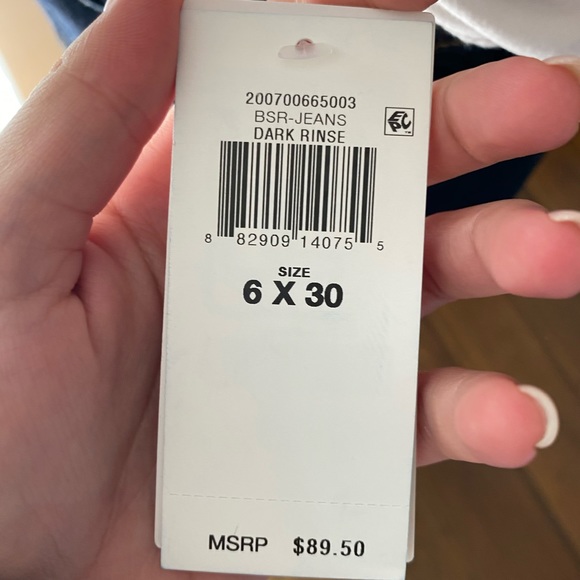 200700665003
BSR-JEANS
DARK RINSE
8 82909 14075 5
SIZE
6 X 30
MSRP $89.50